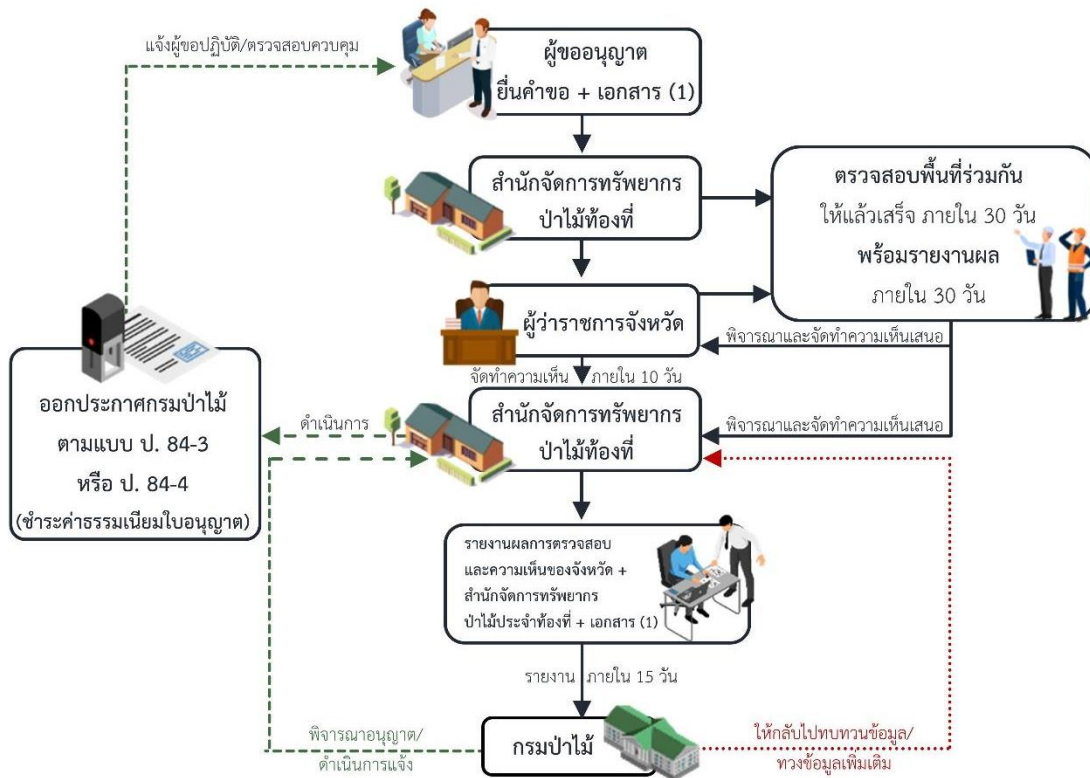 แจ้งผู้ขอปฏิบัติ/ตรวจสอบควบคุม
ผู้ขออนุญาต
ยื่นคำขอ + เอกสาร (1)
สำนักจัดการทรัพยากร
ป่าไม้ท้องที่
ตรวจสอบพื้นที่ร่วมกัน
ให้แล้วเสร็จ ภายใน 30 วัน
พร้อมรายงานผล
ภายใน 30 วัน
ผู้ว่าราชการจังหวัด
พิจารณาและจัดทำความเห็นเสนอ
จัดทำความเห็น ภายใน 10 วัน
ออกประกาศกรมป่าไม้
ตามแบบ ป. 84-3
หรือ ป. 84-4
(ชำระค่าธรรมเนียมใบอนุญาต)
ดำเนินการ
สำนักจัดการทรัพยากร
ป่าไม้ท้องที่
พิจารณาและจัดทำความเห็นเสนอ
รายงานผลการตรวจสอบ
และความเห็นของจังหวัด +
สำนักจัดการทรัพยากร
ป่าไม้ประจำท้องที่ + เอกสาร (1)
รายงาน ภายใน 15 วัน
พิจารณาอนุญาต/
ดำเนินการแจ้ง
กรมป่าไม้
ให้กลับไปทบทวนข้อมูล/
ทวงข้อมูลเพิ่มเติม